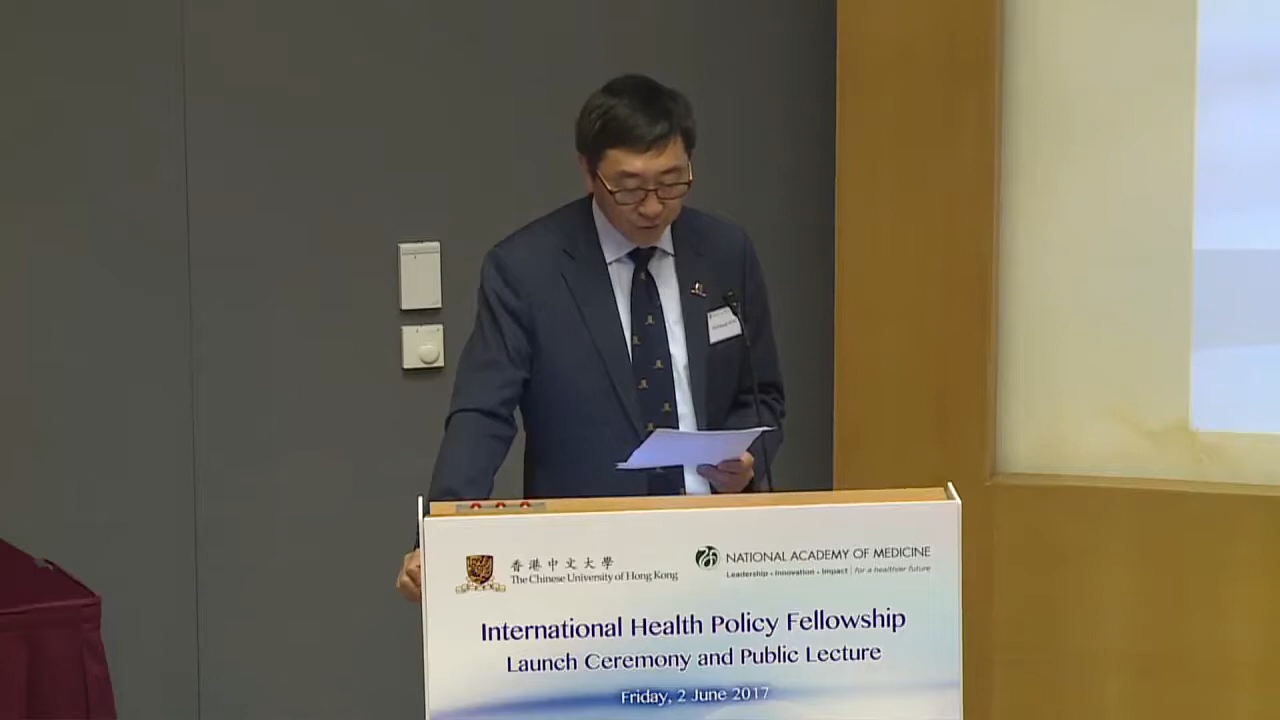 香港中文大學
The Chinese University of Hong Kong
NATIONAL ACADEMY OF MEDICINE
Leadership • Innovation • Impact | for a healthier future
International Health Policy Fellowship
Launch Ceremony and Public Lecture
Friday, 2 June 2017